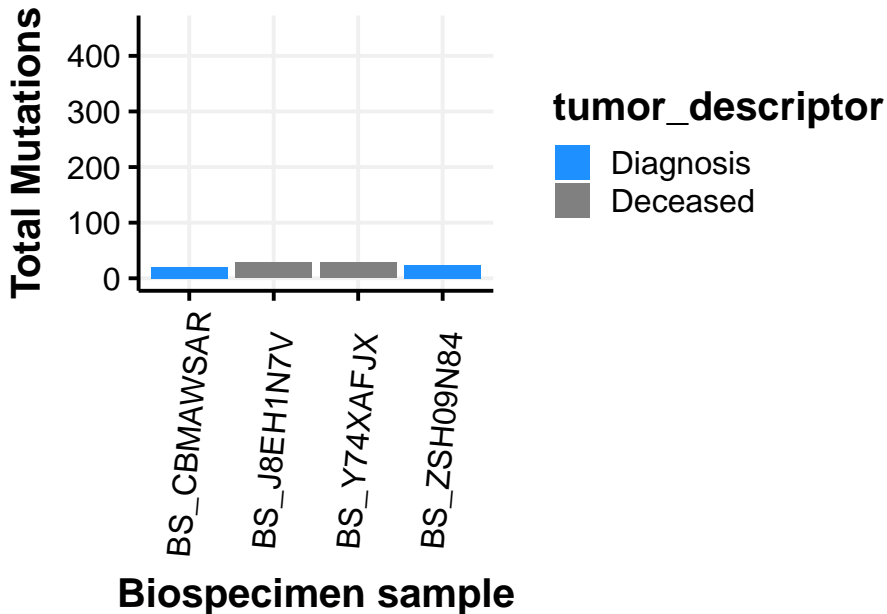 Total Mutations
400
300
200
100
0
BS_CBMAWSAR
BS_J8EH1N7V
BS_Y74XAFJX
BS_ZSH09N84
Biospecimen sample
tumor_descriptor
Diagnosis
Deceased